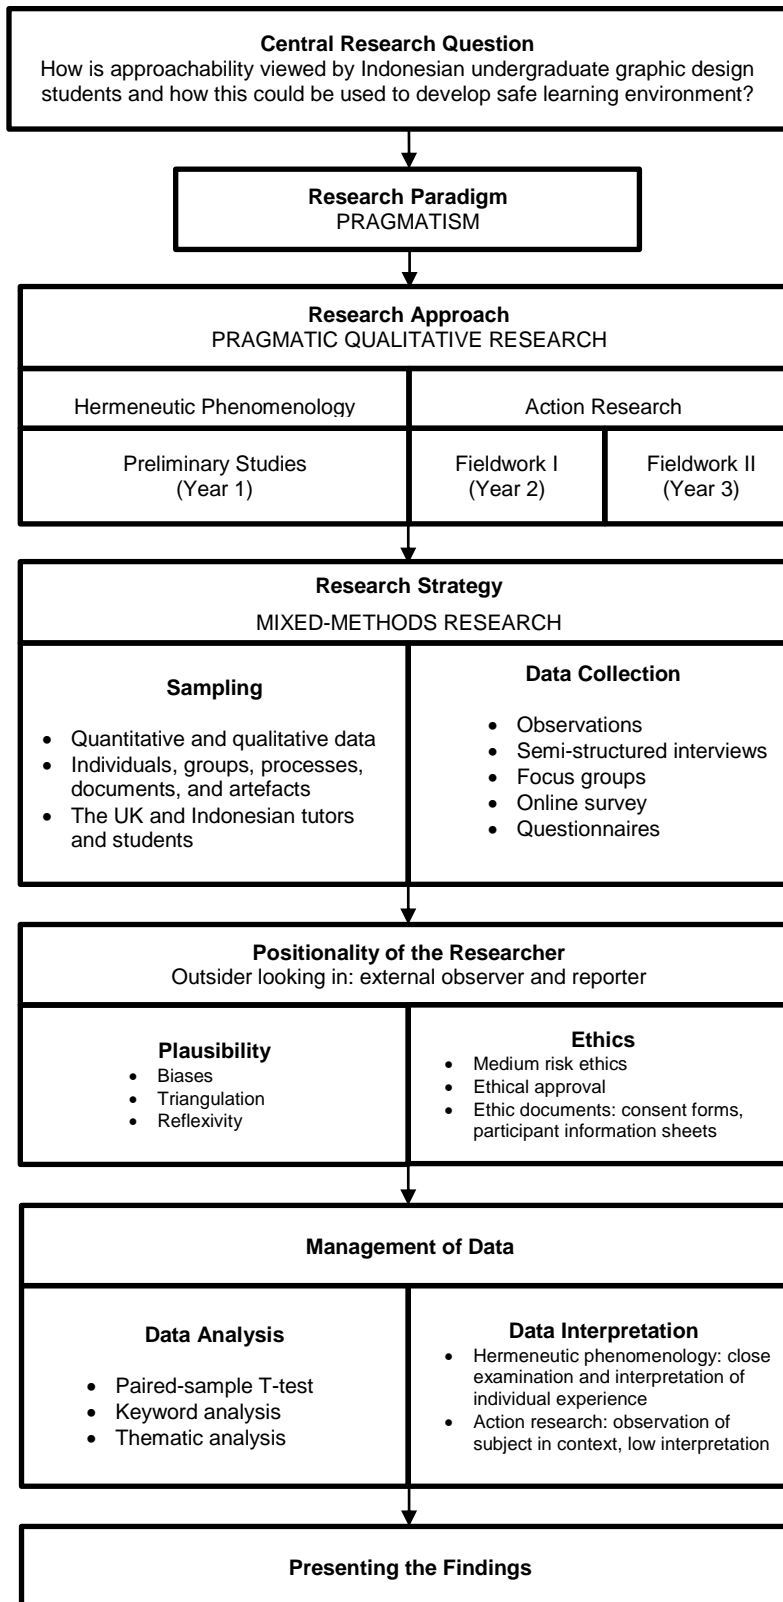 Central Research Question
How is approachability viewed by Indonesian undergraduate graphic design
students and how this could be used to develop safe learning environment?
Research Paradigm
PRAGMATISM
Research Approach
PRAGMATIC QUALITATIVE RESEARCH
Hermeneutic Phenomenology
Action Research
Preliminary Studies
(Year 1)
Fieldwork I
(Year 2)
Fieldwork II
(Year 3)
Research Strategy
MIXED-METHODS RESEARCH
Sampling
• Quantitative and qualitative data
• Individuals, groups, processes,
documents, and artefacts
• The UK and Indonesian tutors
and students
Data Collection
• Observations
• Semi-structured interviews
• Focus groups
• Online survey
• Questionnaires
Positionality of the Researcher
Outsider looking in: external observer and reporter
Plausibility
• Biases
• Triangulation
• Reflexivity
Ethics
• Medium risk ethics
• Ethical approval
• Ethic documents: consent forms,
participant information sheets
Management of Data
Data Analysis
• Paired-sample T-test
• Keyword analysis
• Thematic analysis
Data Interpretation
• Hermeneutic phenomenology: close
examination and interpretation of
individual experience
• Action research: observation of
subject in context, low interpretation
Presenting the Findings